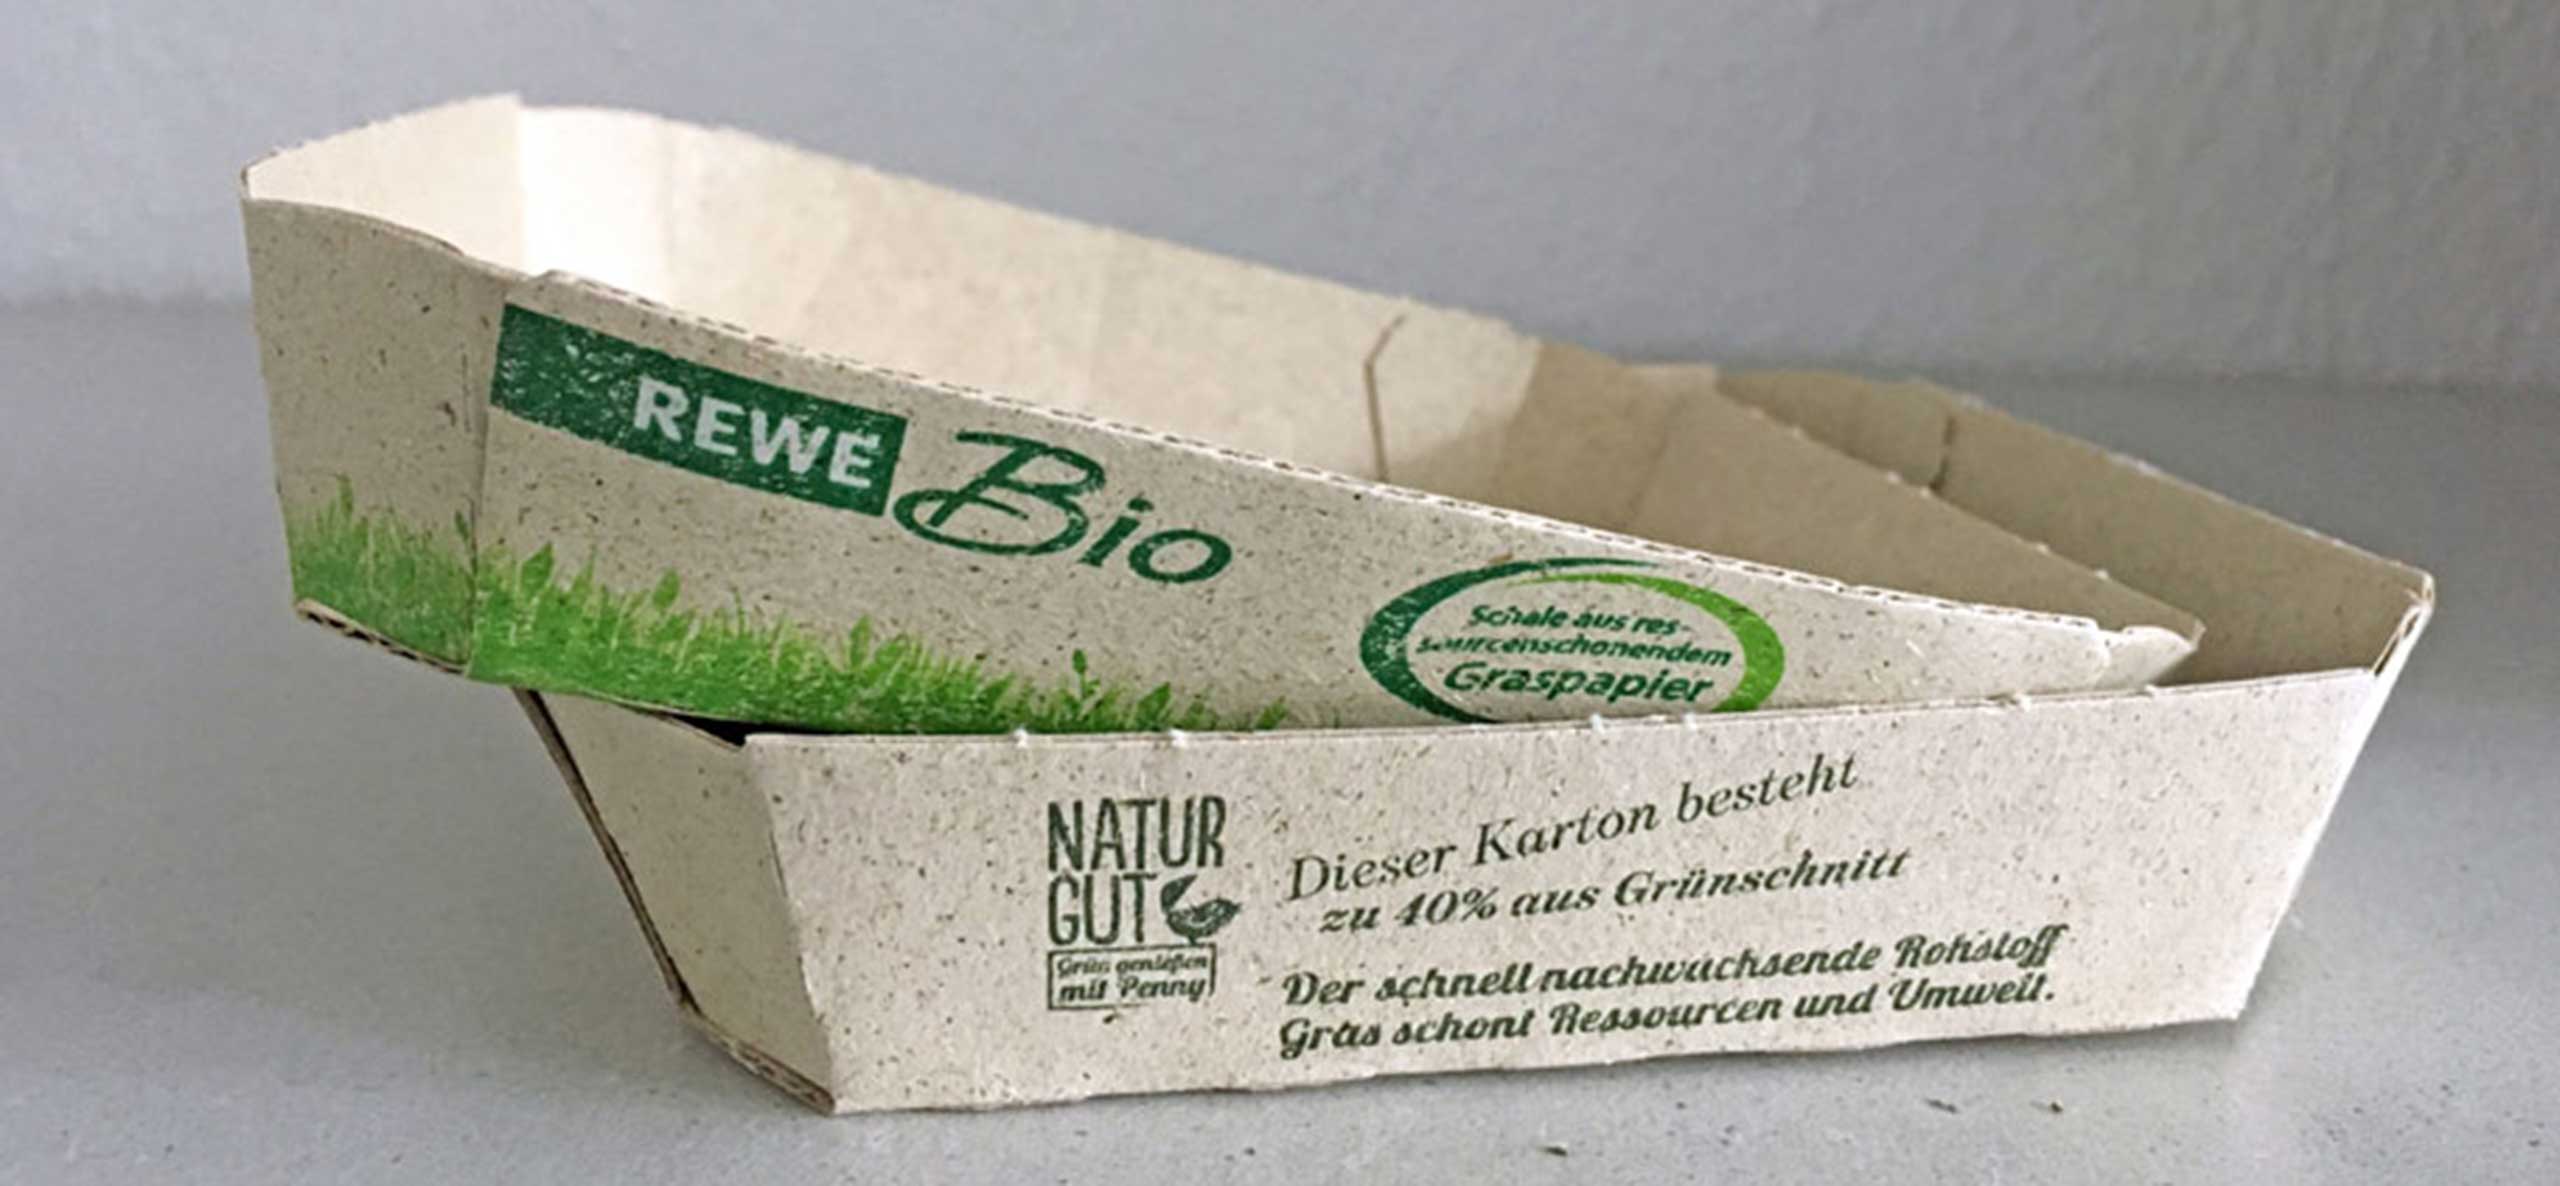 REWE Bio
Schale aus res-
sourcenschonendem
Graspapier
NATUR
GUT
Grün genießen
mit Penny
Dieser Karton besteht
zu 40% aus Grünschnitt
Der schnell nachwachsende Rohstoff
Gras schont Ressourcen und Umwelt.